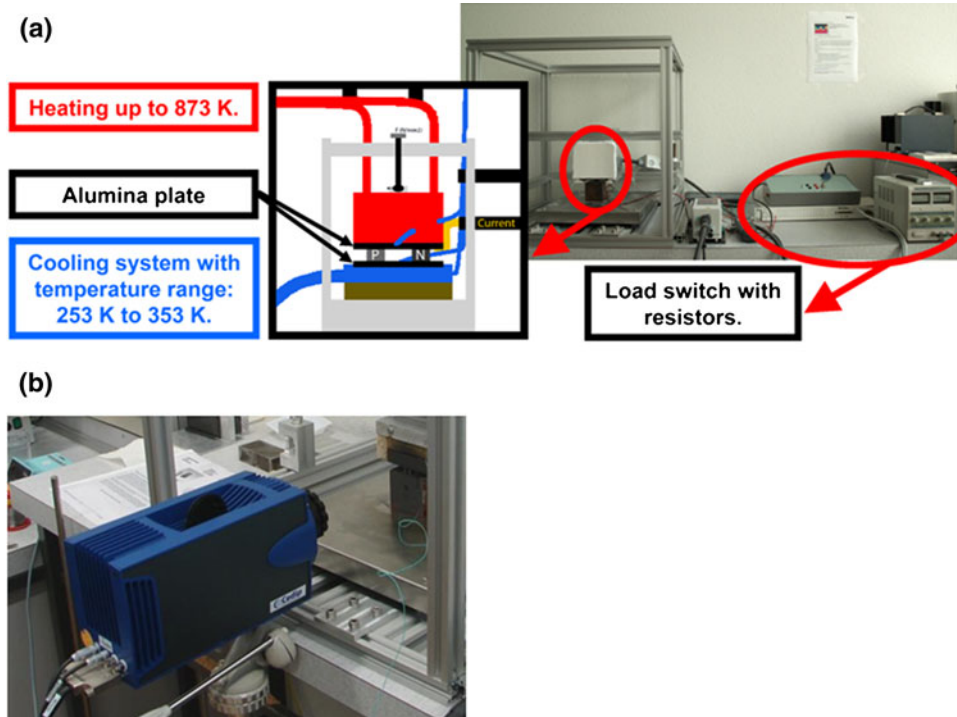 (a)
Heating up to 873 K.
Alumina plate
Cooling system with
temperature range:
253 K to 353 K.
Current
P
N
Load switch with
resistors.
(b)
Cedip